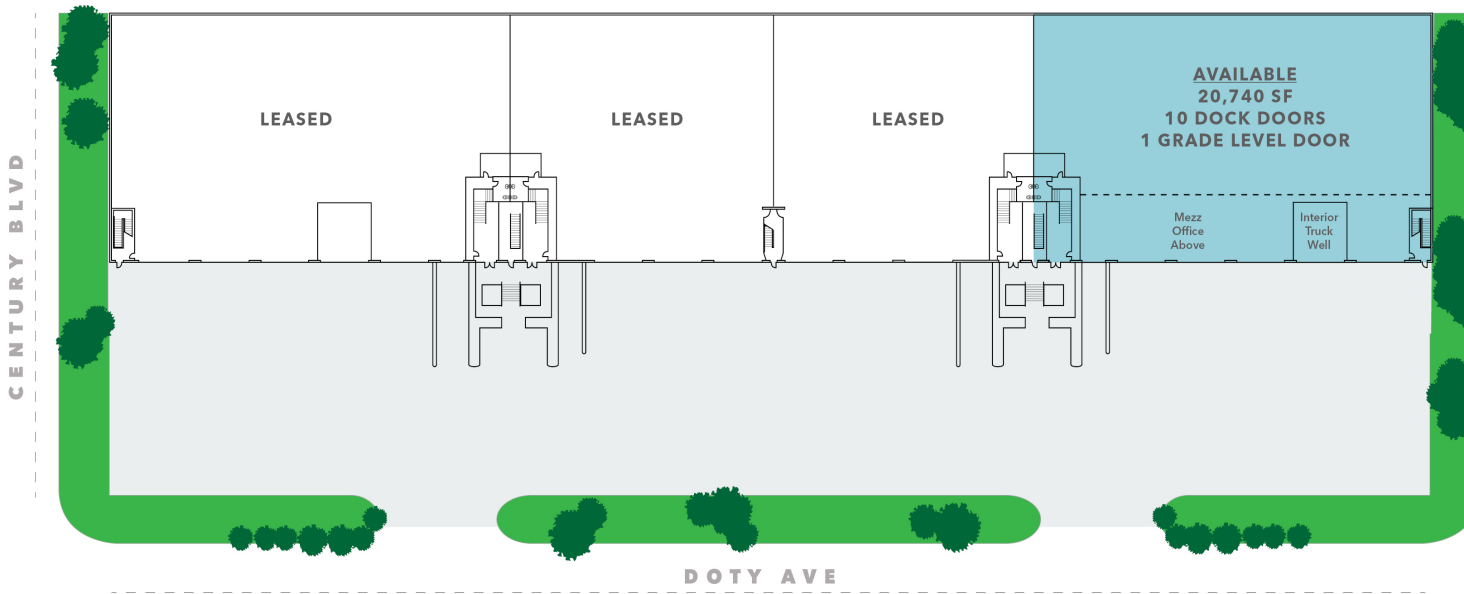 CENTURY BLVD
LEASED
LEASED
LEASED
AVAILABLE
20,740 SF
10 DOCK DOORS
1 GRADE LEVEL DOOR
Mezz
Office
Above
Interior
Truck
Well
DOTY AVE